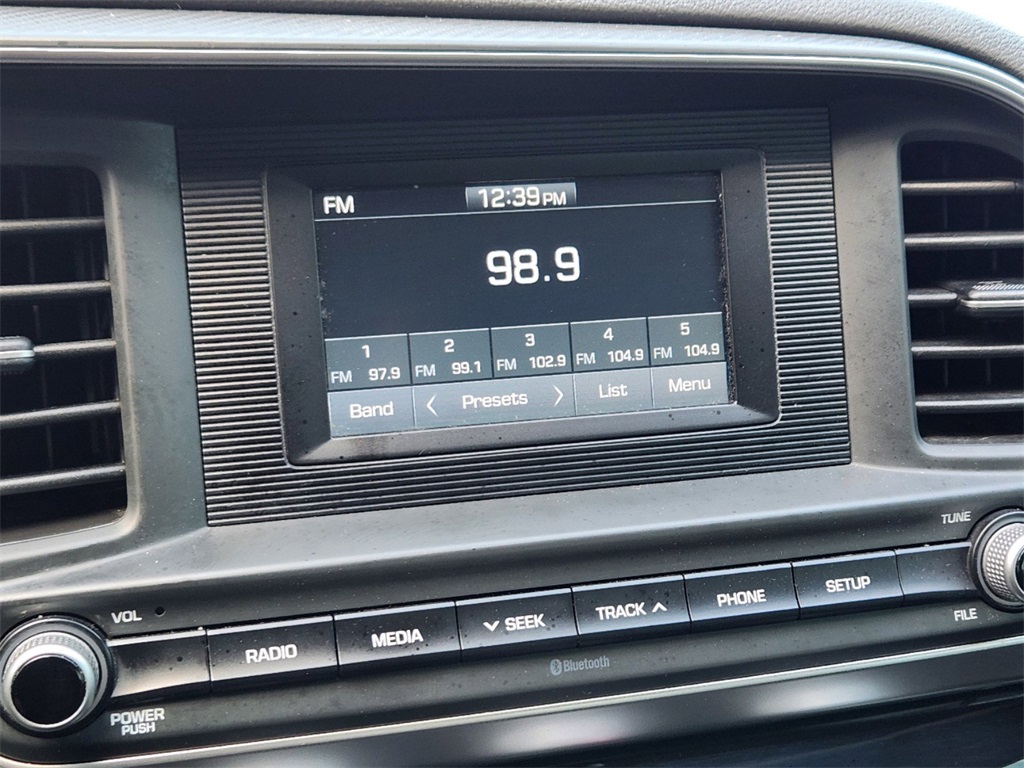 FM 12:39 PM
98.9
1 2 3 4 5
FM 97.9 FM 99.1 FM 102.9 FM 104.9 FM 104.9
Band < Presets > List Menu
TUNE
VOL
RADIO MEDIA ∨ SEEK TRACK ∧ PHONE SETUP
FILE
Bluetooth
POWER
PUSH